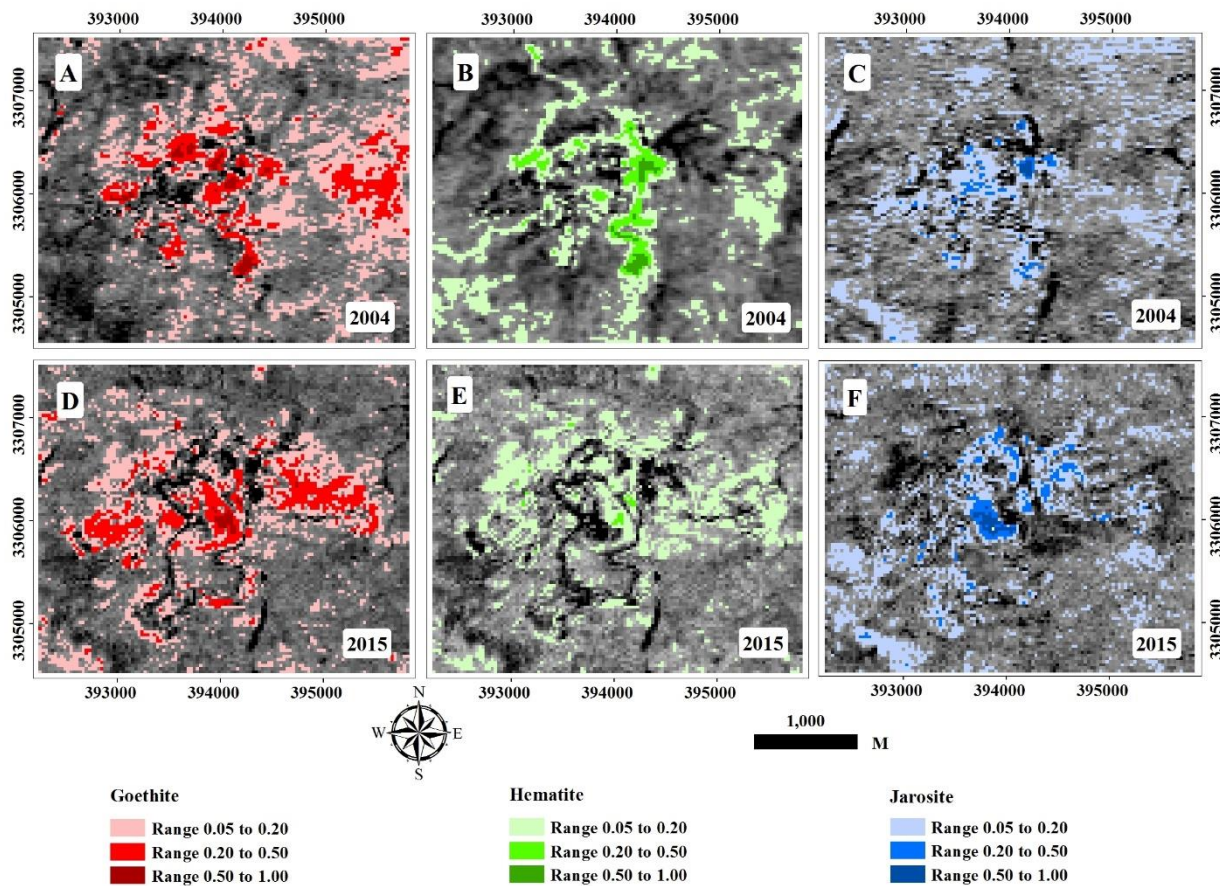 393000 394000 395000 393000 394000 395000 393000 394000 395000
A B C
3307000 3307000
3306000 3306000
3305000 3305000
2004 2004 2004
D E F
3307000 3307000
3306000 3306000
3305000 3305000
2015 2015 2015
393000 394000 395000 393000 394000 395000 393000 394000 395000
N
W E
S
1,000
M
Goethite Hematite Jarosite
Range 0.05 to 0.20 Range 0.05 to 0.20 Range 0.05 to 0.20
Range 0.20 to 0.50 Range 0.20 to 0.50 Range 0.20 to 0.50
Range 0.50 to 1.00 Range 0.50 to 1.00 Range 0.50 to 1.00